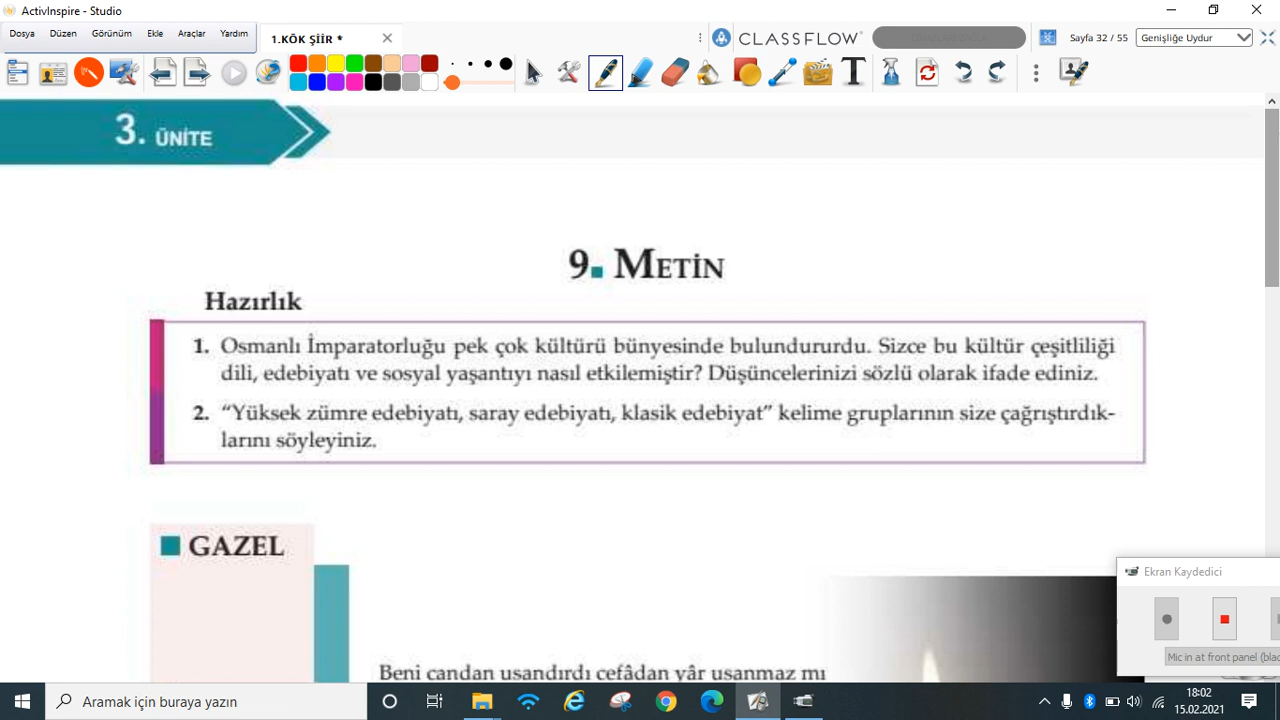 ActivInspire - Studio
Dosya Düzen Görünüm Ekle Araçlar Yardım
1.KÖK ŞİİR *
CLASSFLOW
Sayfa 32 / 55
Genişliğe Uydur
3. ÜNİTE
9. METİN
Hazırlık
1. Osmanlı İmparatorluğu pek çok kültürü bünyesinde bulundururdu. Sizce bu kültür çeşitliliği
dili, edebiyatı ve sosyal yaşantıyı nasıl etkilemiştir? Düşüncelerinizi sözlü olarak ifade ediniz.
2. “Yüksek zümre edebiyatı, saray edebiyatı, klasik edebiyat” kelime gruplarının size çağrıştırdık-
larını söyleyiniz.
GAZEL
Beni candan usandırdı cefâdan yâr usanmaz mı
Ekran Kaydedici
Mic in at front panel (blac
Aramak için buraya yazın
18:02
15.02.2021